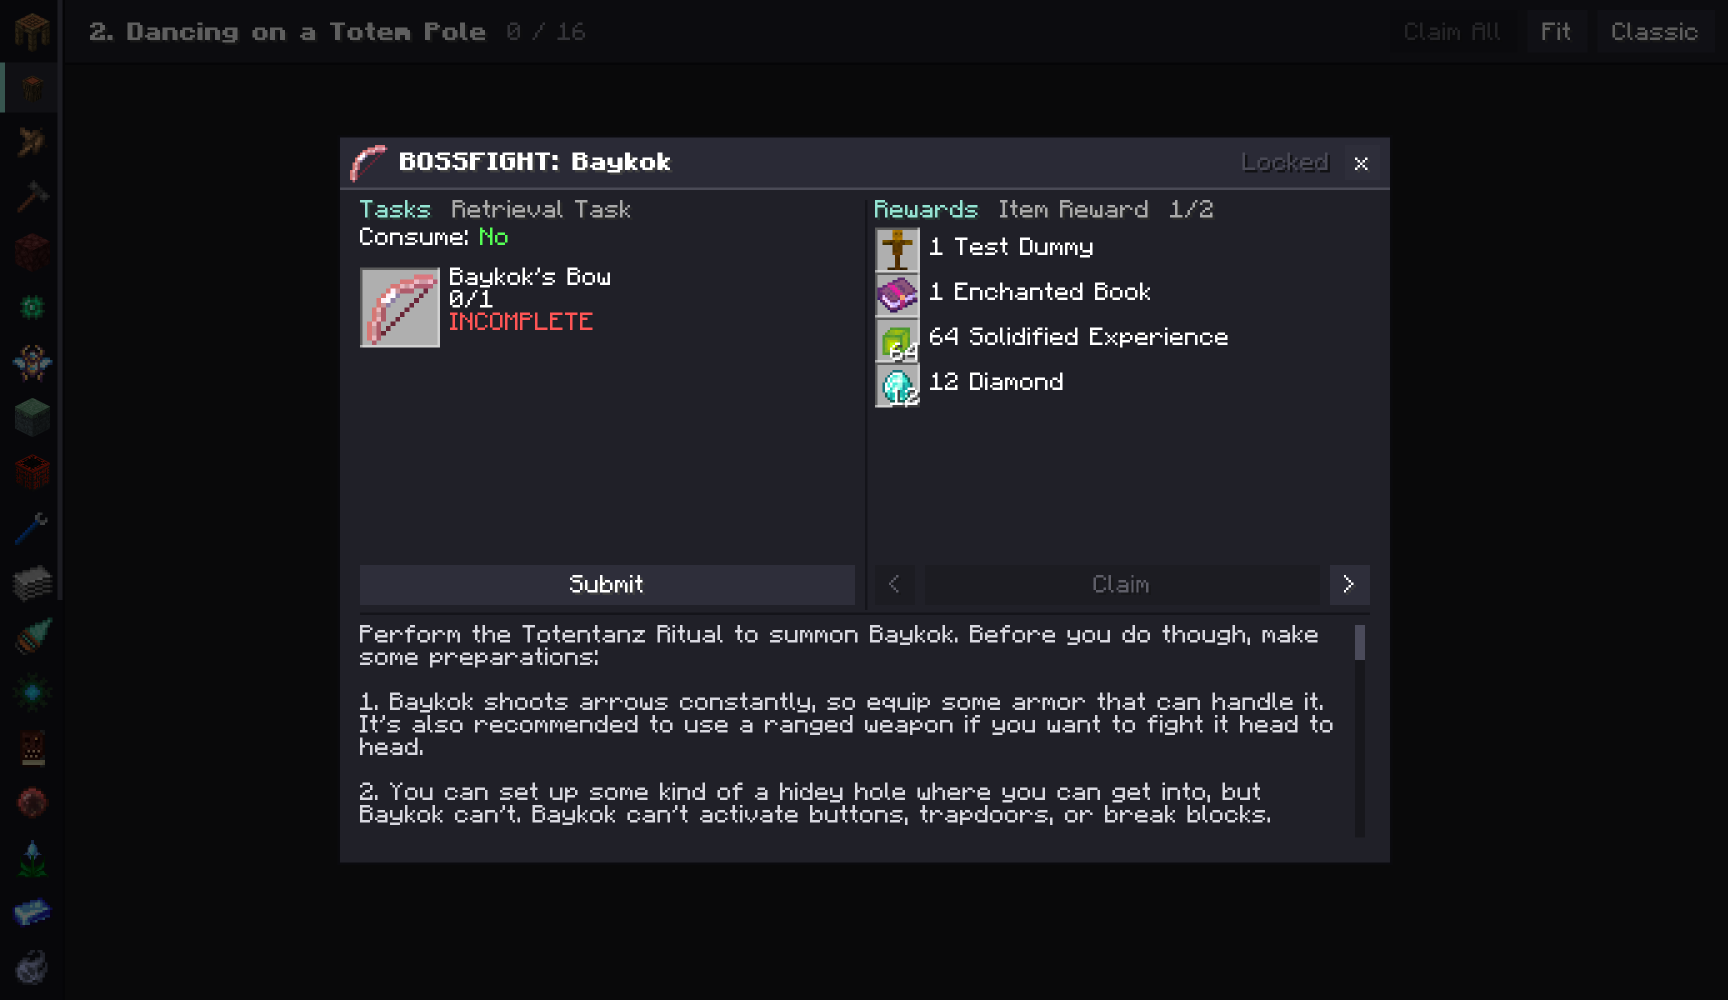 2. Dancing on a Totem Pole 0 / 16
Claim All
Fit
Classic
BOSSFIGHT: Baykok
Locked
×
Tasks Retrieval Task
Consume: No
Baykok's Bow
0/1
INCOMPLETE
Submit
Rewards Item Reward 1/2
1 Test Dummy
1 Enchanted Book
64
64 Solidified Experience
12
12 Diamond
<
Claim
>
Perform the Totentanz Ritual to summon Baykok. Before you do though, make
some preparations:
1. Baykok shoots arrows constantly, so equip some armor that can handle it.
It's also recommended to use a ranged weapon if you want to fight it head to
head.
2. You can set up some kind of a hidey hole where you can get into, but
Baykok can't. Baykok can't activate buttons, trapdoors, or break blocks.